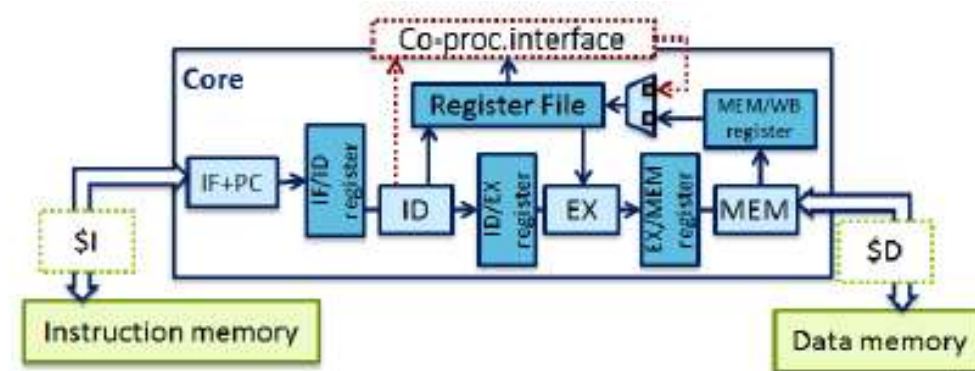 Co-proc.interface
Core
Register File
MEM/WB
register
IF+PC
IF/ID
register
ID
ID/EX
register
EX
EX/MEM
register
MEM
$I
$D
Instruction memory
Data memory